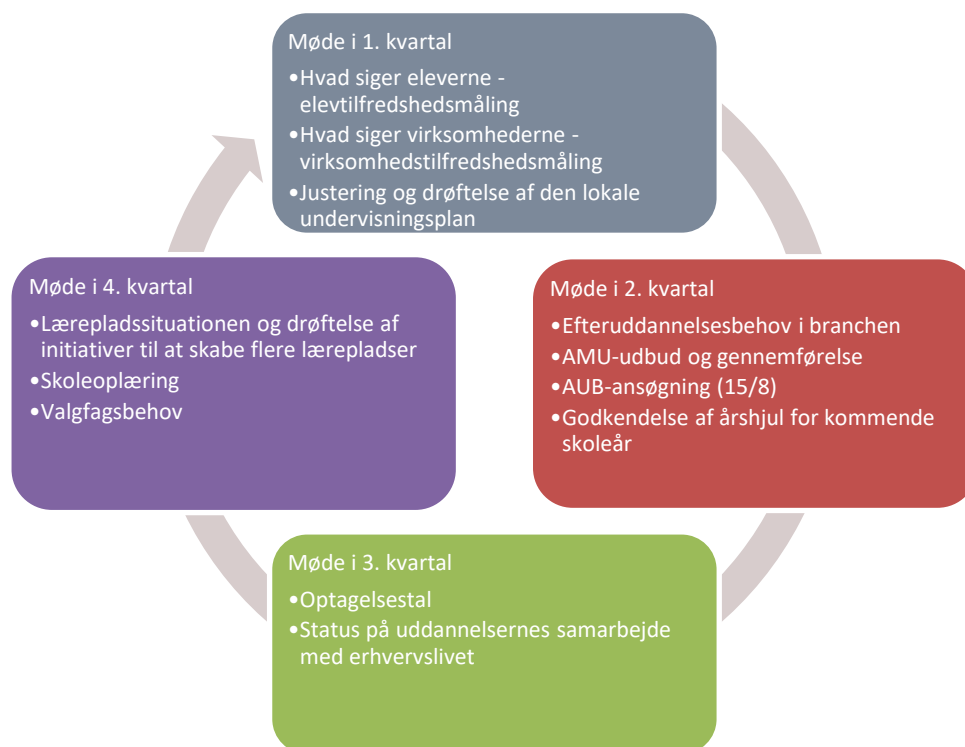 Møde i 1. kvartal
•Hvad siger eleverne -
elevtilfredshedsmåling
•Hvad siger virksomhederne -
virksomhedstilfredshedsmåling
•Justering og drøftelse af den lokale
undervisningsplan
Møde i 2. kvartal
•Efteruddannelsesbehov i branchen
•AMU-udbud og gennemførelse
•AUB-ansøgning (15/8)
•Godkendelse af årshjul for kommende
skoleår
Møde i 3. kvartal
•Optagelsestal
•Status på uddannelsernes samarbejde
med erhvervslivet
Møde i 4. kvartal
•Lærepladssituationen og drøftelse af
initiativer til at skabe flere lærepladser
•Skoleoplæring
•Valgfagsbehov